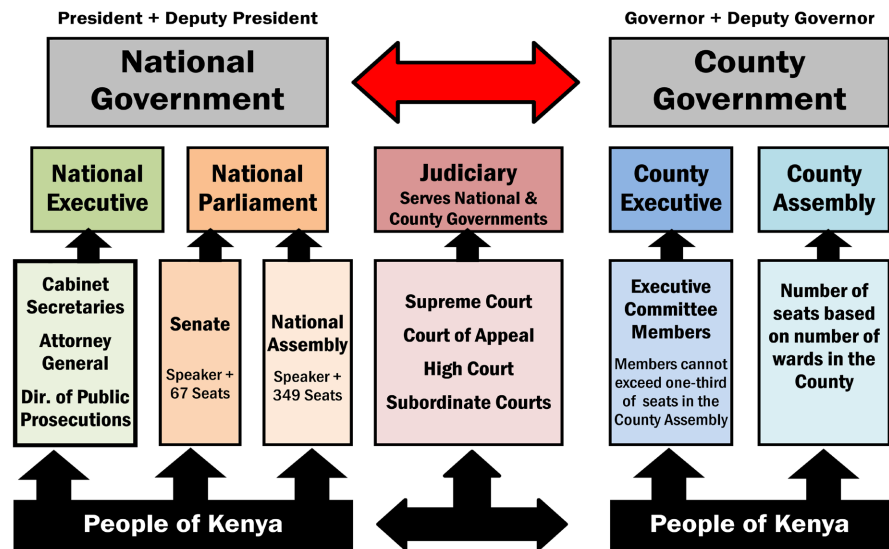 President + Deputy President
National
Government
Governor + Deputy Governor
County
Government
National
Executive
National
Parliament
Judiciary
Serves National &
County Governments
County
Executive
County
Assembly
Cabinet
Secretaries
Attorney
General
Dir. of Public
Prosecutions
Senate
Speaker +
67 Seats
National
Assembly
Speaker +
349 Seats
Supreme Court
Court of Appeal
High Court
Subordinate Courts
Executive
Committee
Members
Members cannot
exceed one-third
of seats in the
County Assembly
Number of
seats based
on number of
wards in the
County
People of Kenya
People of Kenya